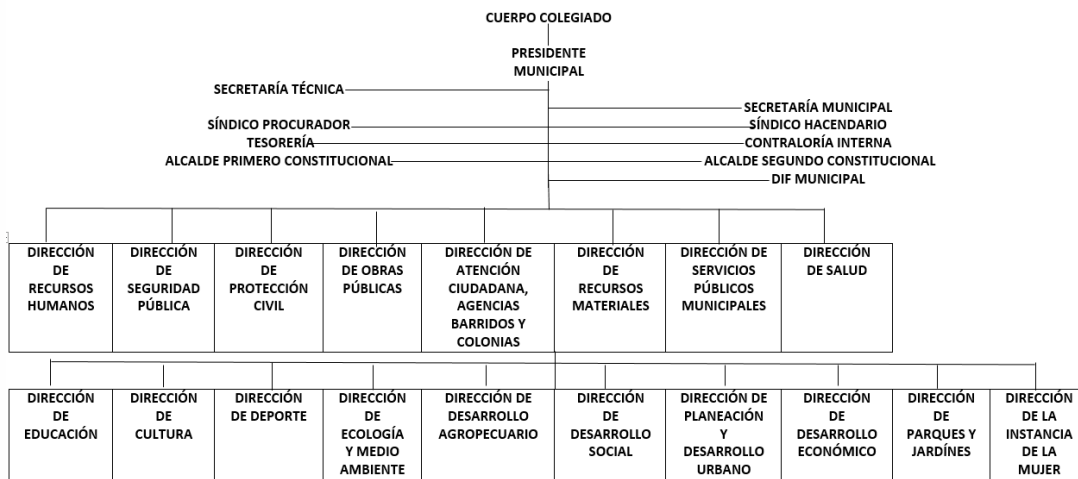 CUERPO COLEGIADO
PRESIDENTE
MUNICIPAL
SECRETARÍA TÉCNICA
SECRETARÍA MUNICIPAL
SÍNDICO PROCURADOR
SÍNDICO HACENDARIO
TESORERÍA
CONTRALORÍA INTERNA
ALCALDE PRIMERO CONSTITUCIONAL
ALCALDE SEGUNDO CONSTITUCIONAL
DIF MUNICIPAL
DIRECCIÓN
DE
RECURSOS
HUMANOS
DIRECCIÓN
DE
SEGURIDAD
PÚBLICA
DIRECCIÓN
DE
PROTECCIÓN
CIVIL
DIRECCIÓN
DE OBRAS
PÚBLICAS
DIRECCIÓN DE
ATENCIÓN
CIUDADANA,
AGENCIAS
BARRIDOS Y
COLONIAS
DIRECCIÓN
DE
RECURSOS
MATERIALES
DIRECCIÓN DE
SERVICIOS
PÚBLICOS
MUNICIPALES
DIRECCIÓN
DE SALUD
DIRECCIÓN
DE
EDUCACIÓN
DIRECCIÓN
DE
CULTURA
DIRECCIÓN
DE DEPORTE
DIRECCIÓN
DE
ECOLOGÍA
Y MEDIO
AMBIENTE
DIRECCIÓN DE
DESARROLLO
AGROPECUARIO
DIRECCIÓN
DE
DESARROLLO
SOCIAL
DIRECCIÓN DE
PLANEACIÓN
Y
DESARROLLO
URBANO
DIRECCIÓN
DE
DESARROLLO
ECONÓMICO
DIRECCIÓN
DE
PARQUES Y
JARDÍNES
DIRECCIÓN
DE LA
INSTANCIA
DE LA
MUJER